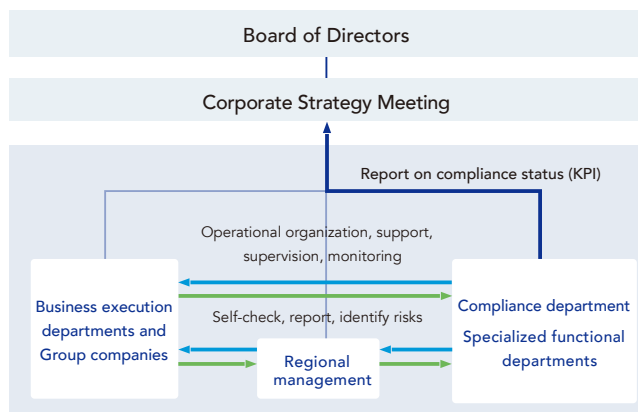 Board of Directors
Corporate Strategy Meeting
Report on compliance status (KPI)
Operational organization, support,
supervision, monitoring
Business execution
departments and
Group companies
Self-check, report, identify risks
Compliance department
Specialized functional
departments
Regional
management